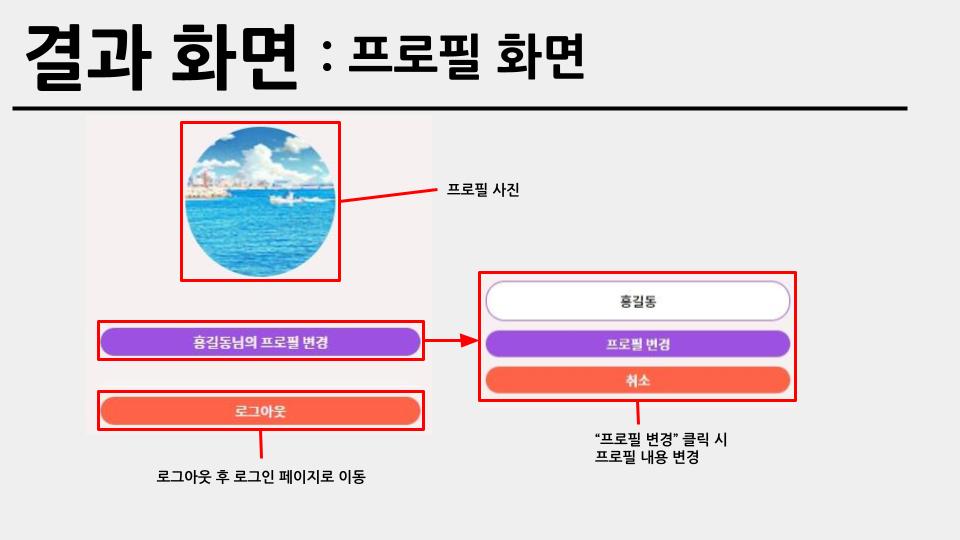 결과 화면 : 프로필 화면
프로필 사진
홍길동님의 프로필 변경
로그아웃
로그아웃 후 로그인 페이지로 이동
홍길동
프로필 변경
취소
“프로필 변경” 클릭 시
프로필 내용 변경